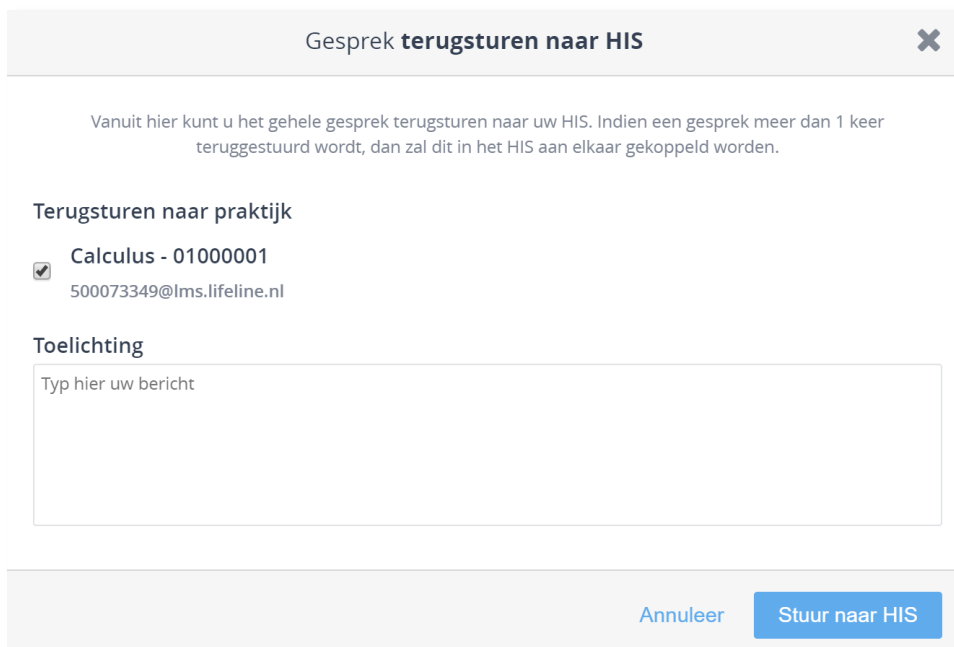 Gesprek terugsturen naar HIS
Vanuit hier kunt u het gehele gesprek terugsturen naar uw HIS. Indien een gesprek meer dan 1 keer
teruggestuurd wordt, dan zal dit in het HIS aan elkaar gekoppeld worden.
Terugsturen naar praktijk
Calculus - 01000001
500073349@lms.lifeline.nl
Toelichting
Typ hier uw bericht
Annuleer
Stuur naar HIS